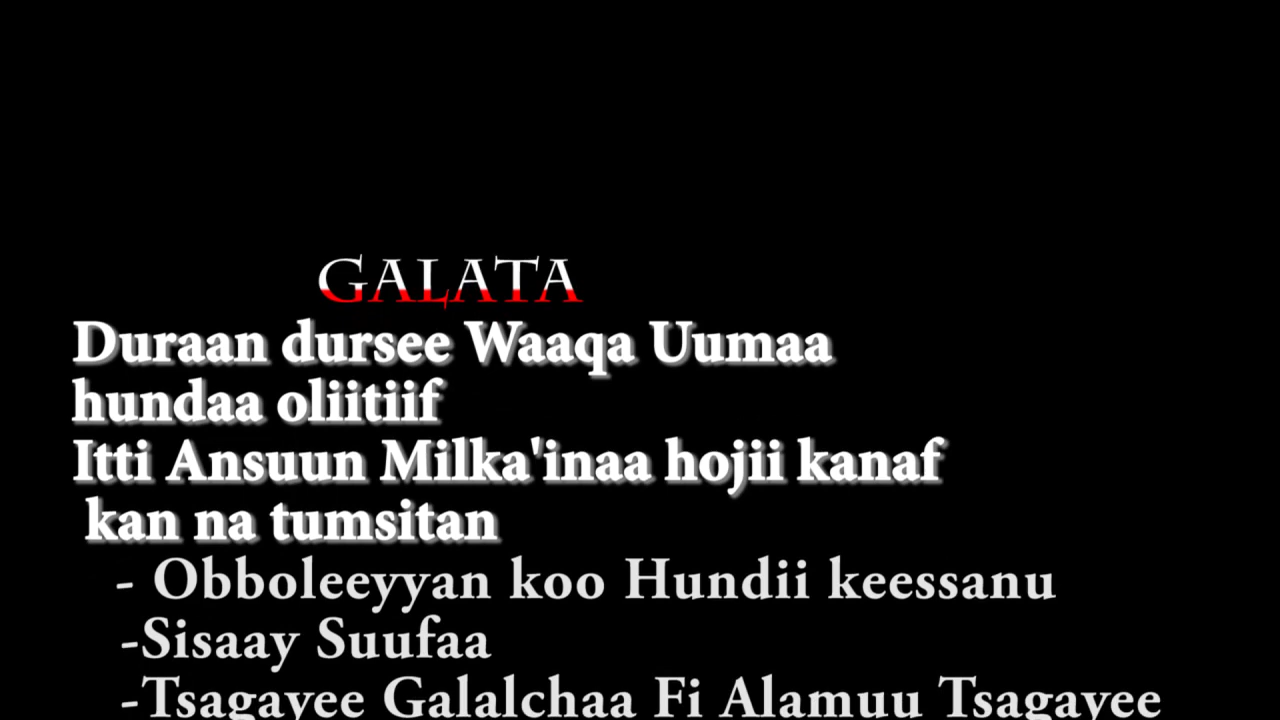 GALATA
Duraan dursee Waaqa Uumaa
hundaa oliitiif
Itti Ansuun Milka'inaa hojii kanaf
kan na tumsitan
- Obboleeyyan koo Hundii keessanu
-Sisaay Suufaa
-Tsagayee Galalchaa Fi Alamuu Tsagayee